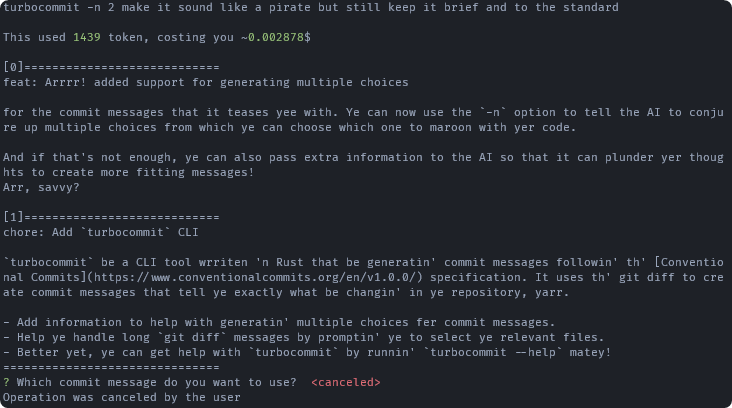 turbocommit -n 2 make it sound like a pirate but still keep it brief and to the standard
This used 1439 token, costing you ~0.002878$
[0]=============================
feat: Arrrr! added support for generating multiple choices
for the commit messages that it teases yee with. Ye can now use the `-n` option to tell the AI to conju
re up multiple choices from which ye can choose which one to maroon with yer code.
And if that's not enough, ye can also pass extra information to the AI so that it can plunder yer thoug
hts to create more fitting messages!
Arr, savvy?
[1]=============================
chore: Add `turbocommit` CLI
`turbocommit` be a CLI tool wrriten 'n Rust that be generatin' commit messages followin' th' [Conventio
nal Commits](https://www.conventionalcommits.org/en/v1.0.0/) specification. It uses th' git diff to cre
ate commit messages that tell ye exactly what be changin' in ye repository, yarr.
- Add information to help with generatin' multiple choices fer commit messages.
- Help ye handle long `git diff` messages by promptin' ye to select ye relevant files.
- Better yet, ye can get help with `turbocommit` by runnin' `turbocommit --help` matey!
================================
? Which commit message do you want to use? <canceled>
Operation was canceled by the user